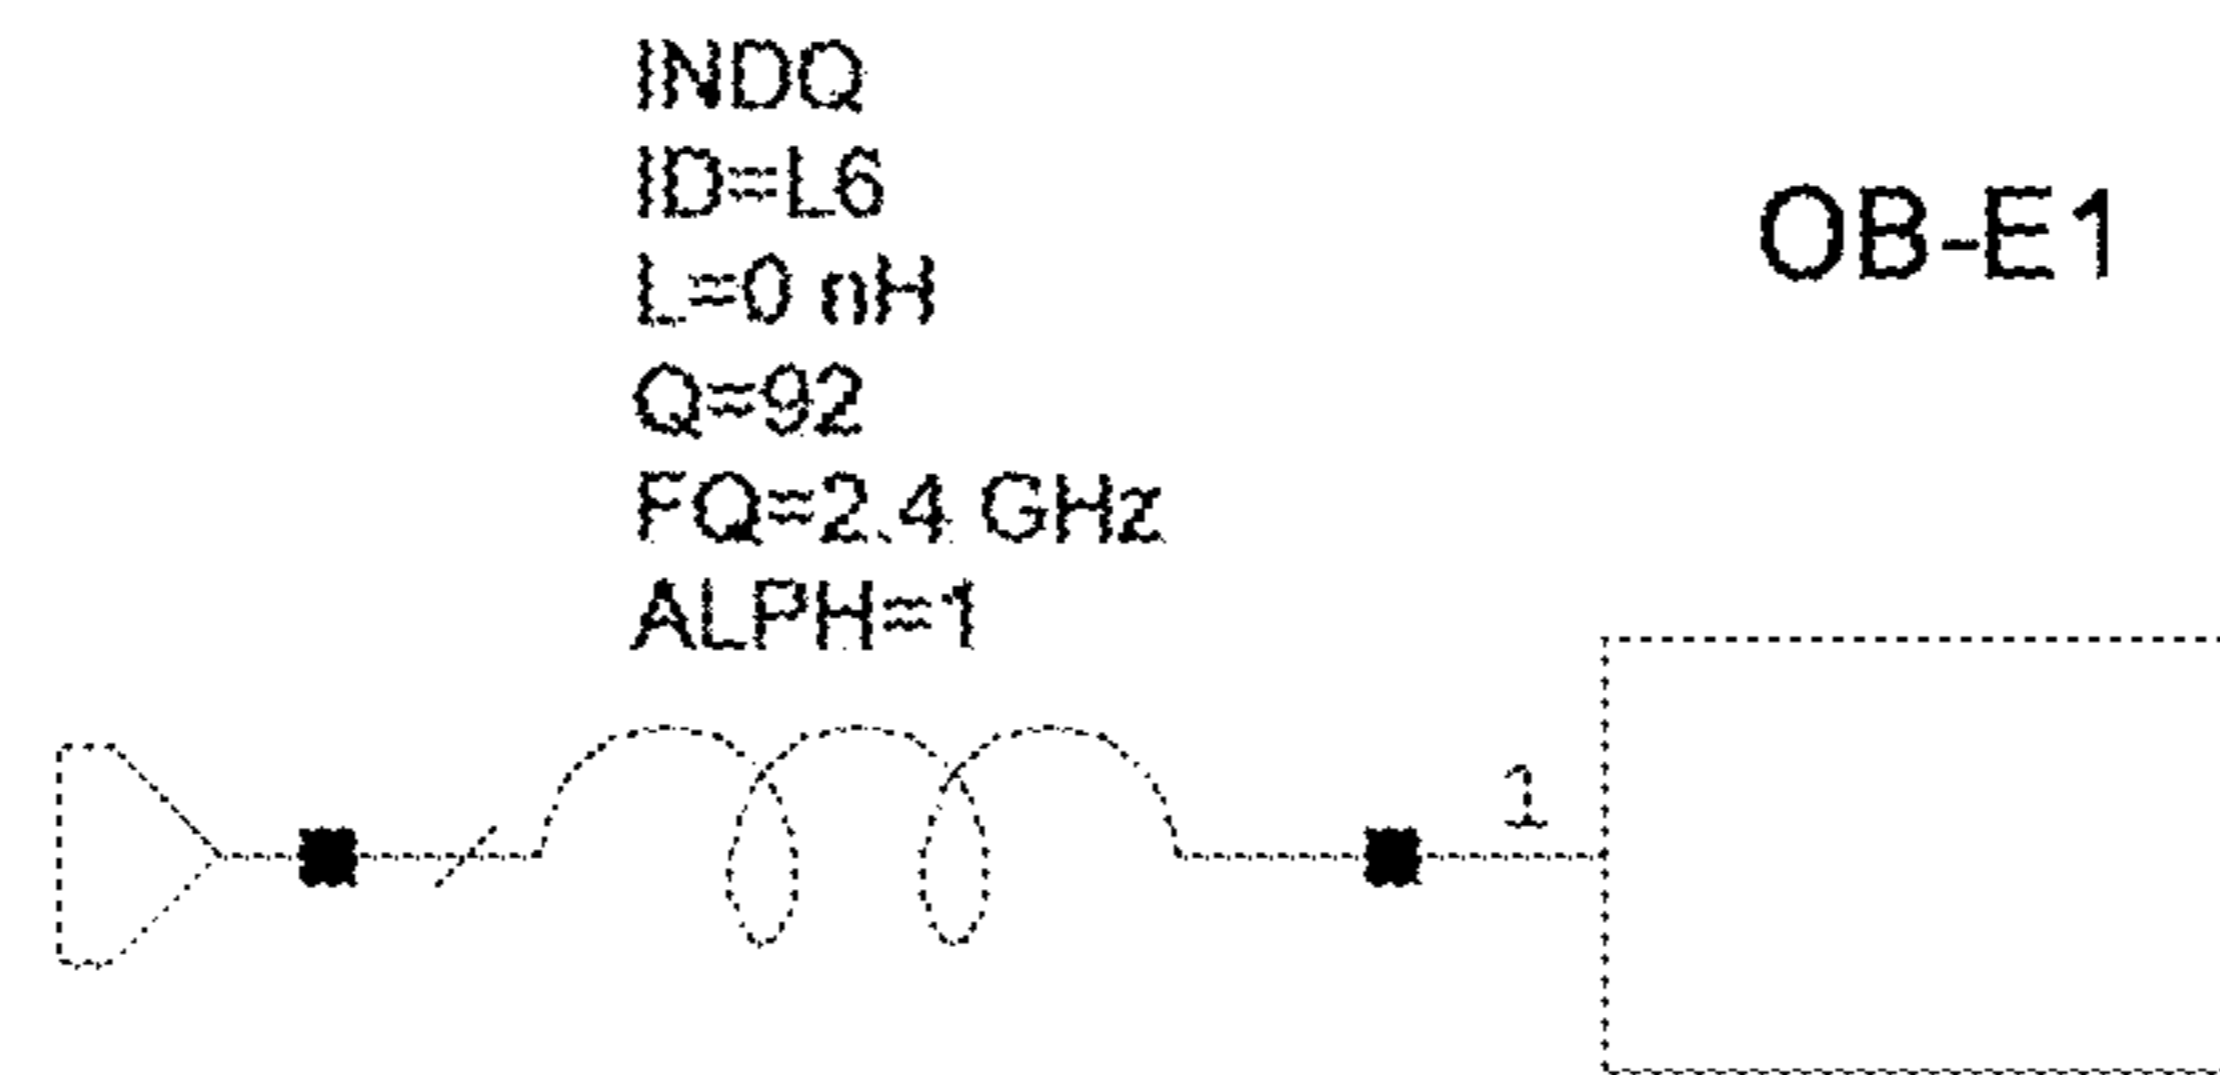 INDQ
ID=L6
L=0 nH
Q=92
FQ=2.4 GHz
ALPH=1
OB-E1
1